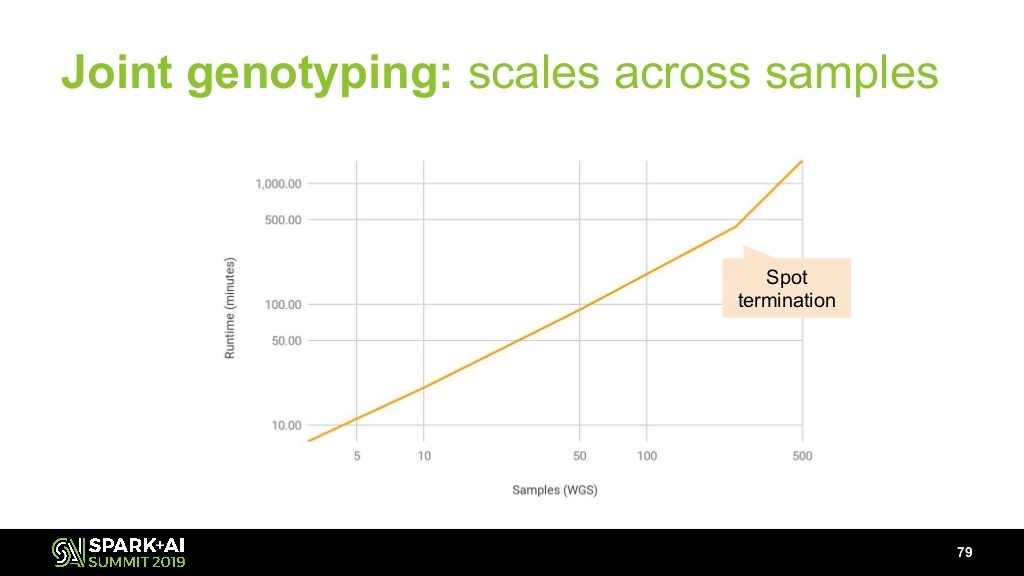 Joint genotyping: scales across samples
1,000.00
500.00
100.00
50.00
10.00
Runtime (minutes)
5 10 50 100 500
Samples (WGS)
Spot
termination
SPARK+AI
SUMMIT 2019
79